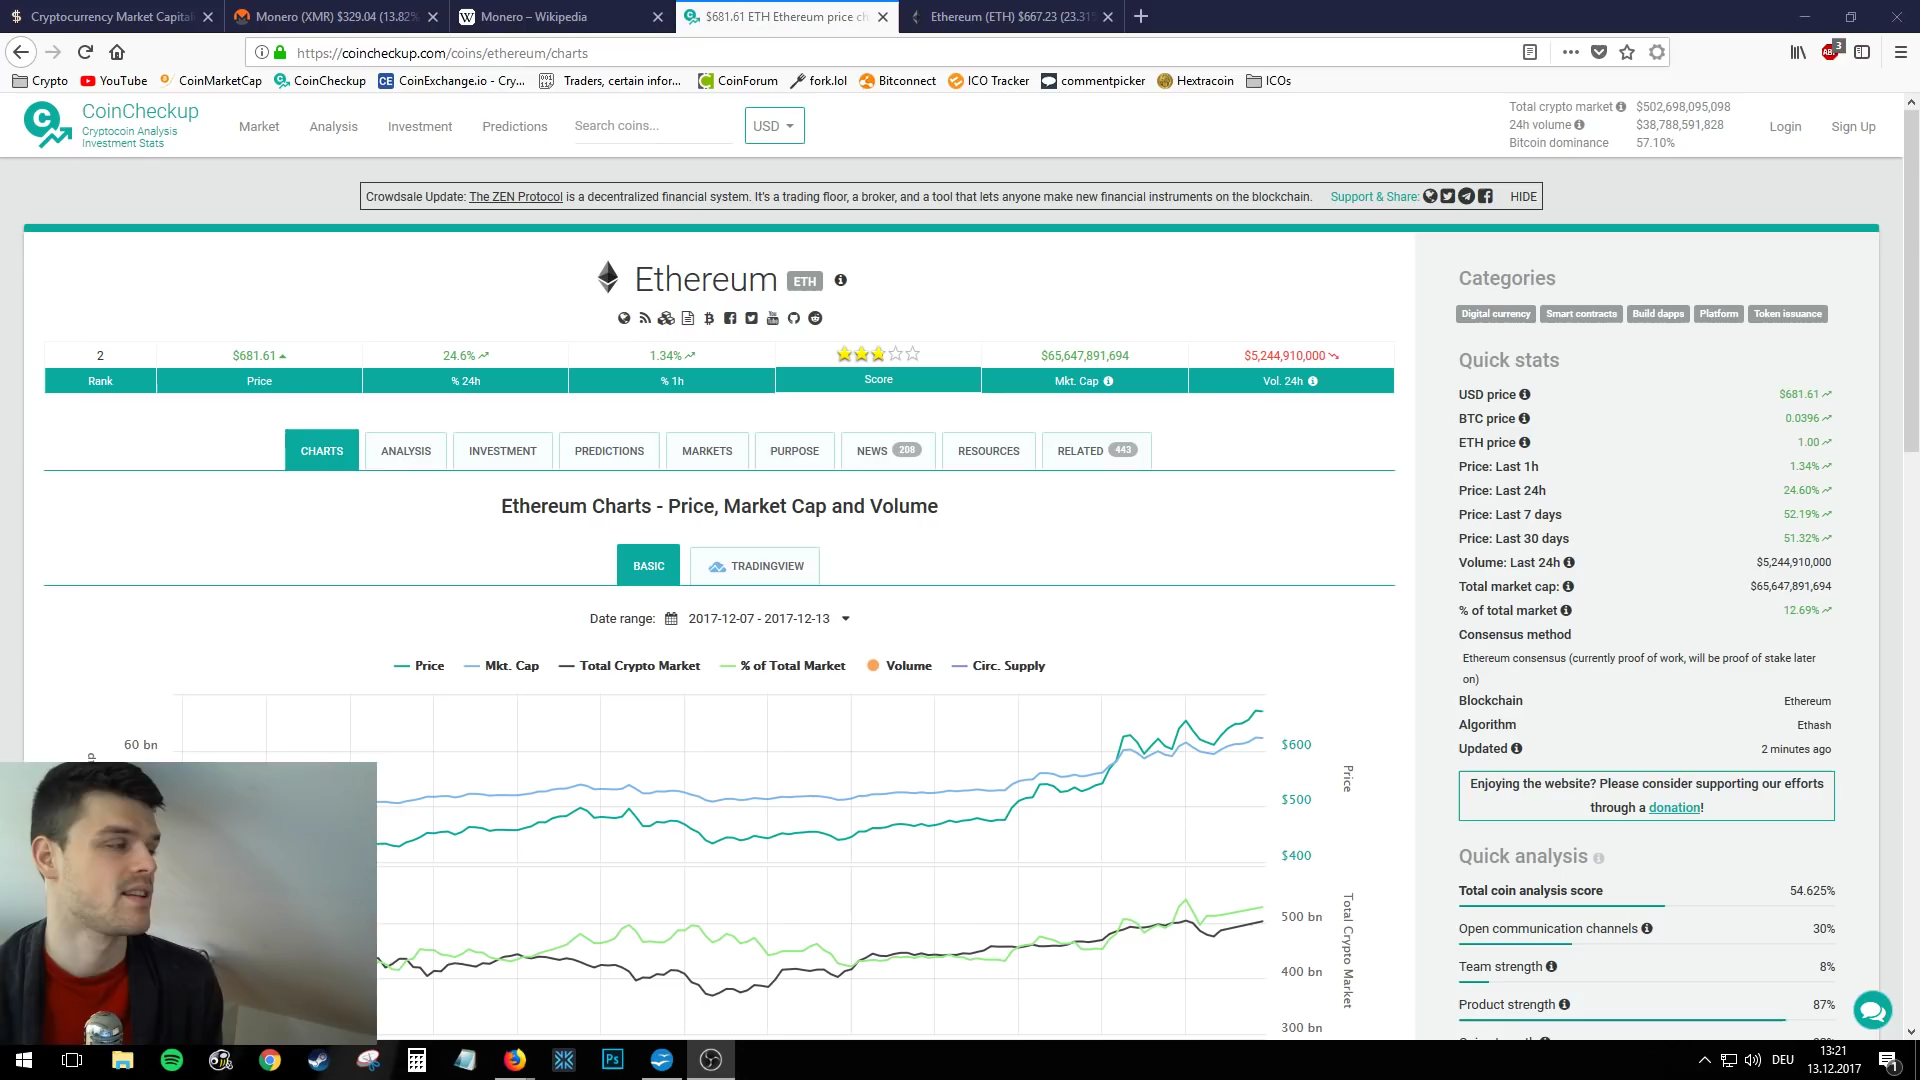 Cryptocurrency Market Capitali
Monero (XMR) $329.04 (13.82%
Monero – Wikipedia
$681.61 ETH Ethereum price ch
Ethereum (ETH) $667.23 (23.31%
https://coincheckup.com/coins/ethereum/charts
3
Crypto
YouTube
CoinMarketCap
CoinCheckup
CoinExchange.io - Cry...
Traders, certain infor...
CoinForum
fork.lol
Bitconnect
ICO Tracker
commentpicker
Hextracoin
ICOs
CoinCheckup
Cryptocoin Analysis
Investment Stats
Market
Analysis
Investment
Predictions
Search coins...
USD
Total crypto market $502,698,095,098
24h volume $38,788,591,828
Bitcoin dominance 57.10%
Login
Sign Up
Crowdsale Update: The ZEN Protocol is a decentralized financial system. It's a trading floor, a broker, and a tool that lets anyone make new financial instruments on the blockchain. Support & Share: HIDE
Ethereum ETH
2 $681.61 24.6% 1.34% $65,647,891,694 $5,244,910,000
Rank Price % 24h % 1h Score Mkt. Cap Vol. 24h
CHARTS
ANALYSIS
INVESTMENT
PREDICTIONS
MARKETS
PURPOSE
NEWS 208
RESOURCES
RELATED 443
Ethereum Charts - Price, Market Cap and Volume
BASIC
TRADINGVIEW
Date range: 2017-12-07 - 2017-12-13
Price Mkt. Cap Total Crypto Market % of Total Market Volume Circ. Supply
60 bn
$600
$500
$400
Price
500 bn
400 bn
300 bn
Total Crypto Market
Categories
Digital currency
Smart contracts
Build dapps
Platform
Token issuance
Quick stats
USD price $681.61
BTC price 0.0396
ETH price 1.00
Price: Last 1h 1.34%
Price: Last 24h 24.60%
Price: Last 7 days 52.19%
Price: Last 30 days 51.32%
Volume: Last 24h $5,244,910,000
Total market cap: $65,647,891,694
% of total market 12.69%
Consensus method
Ethereum consensus (currently proof of work, will be proof of stake later
on)
Blockchain Ethereum
Algorithm Ethash
Updated 2 minutes ago
Enjoying the website? Please consider supporting our efforts
through a donation!
Quick analysis
Total coin analysis score 54.625%
Open communication channels 30%
Team strength 8%
Product strength 87%
DEU
13:21
13.12.2017
1